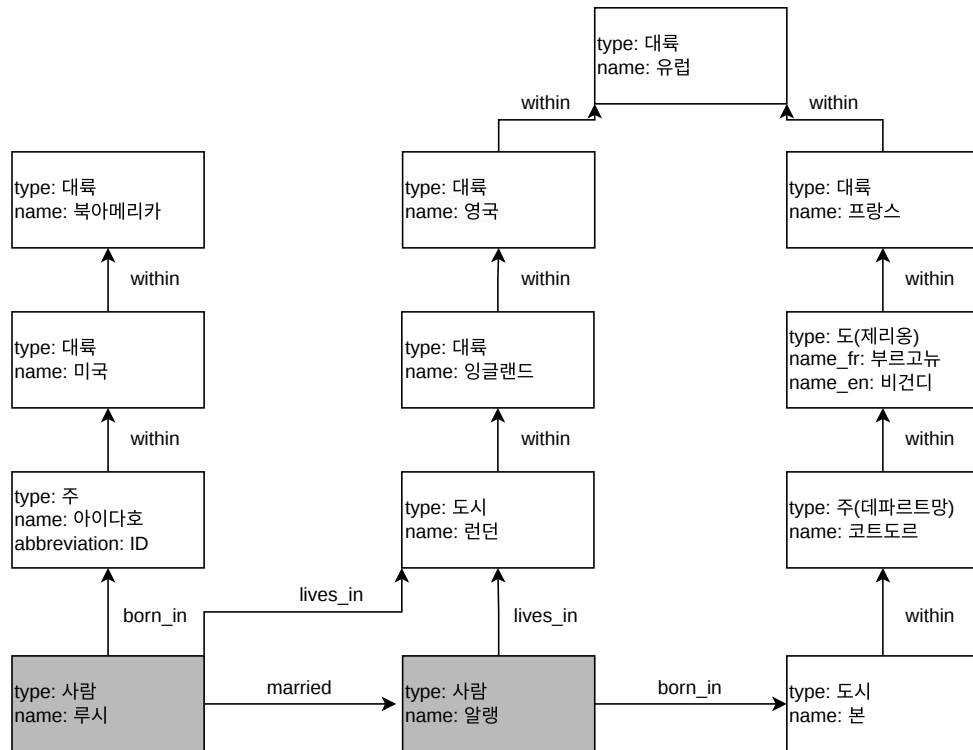 type: 대륙
name: 유럽
within
within
type: 대륙
name: 북아메리카
type: 대륙
name: 영국
type: 대륙
name: 프랑스
within
within
within
type: 대륙
name: 미국
type: 대륙
name: 잉글랜드
type: 도(제리옹)
name_fr: 부르고뉴
name_en: 비건디
within
within
within
type: 주
name: 아이다호
abbreviation: ID
type: 도시
name: 런던
type: 주(데파르트망)
name: 코트도르
born_in
lives_in
lives_in
within
type: 사람
name: 루시
married
type: 사람
name: 알랭
born_in
type: 도시
name: 본